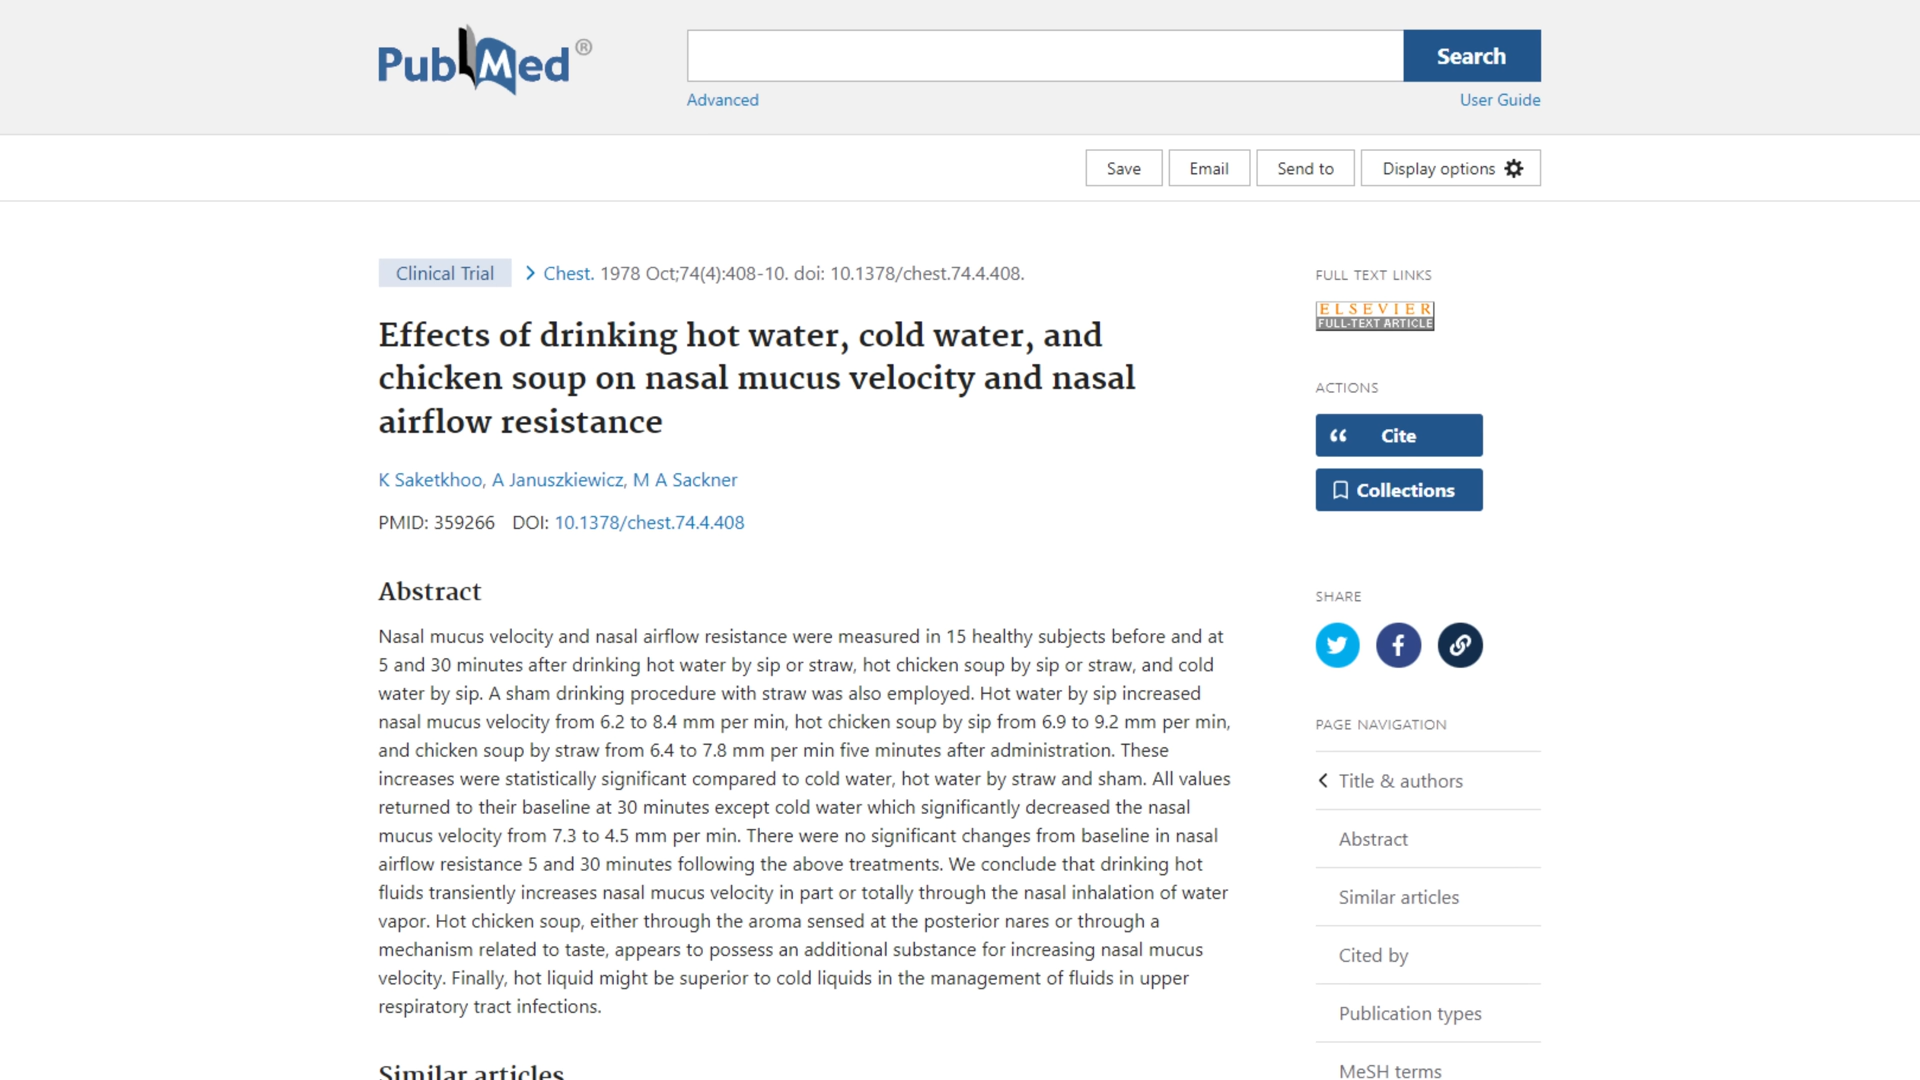 PubMed®
Search
Advanced
User Guide
Save
Email
Send to
Display options
Clinical Trial
Chest. 1978 Oct;74(4):408-10. doi: 10.1378/chest.74.4.408.
Effects of drinking hot water, cold water, and
chicken soup on nasal mucus velocity and nasal
airflow resistance
K Saketkhoo, A Januszkiewicz, M A Sackner
PMID: 359266 DOI: 10.1378/chest.74.4.408
Abstract
Nasal mucus velocity and nasal airflow resistance were measured in 15 healthy subjects before and at
5 and 30 minutes after drinking hot water by sip or straw, hot chicken soup by sip or straw, and cold
water by sip. A sham drinking procedure with straw was also employed. Hot water by sip increased
nasal mucus velocity from 6.2 to 8.4 mm per min, hot chicken soup by sip from 6.9 to 9.2 mm per min,
and chicken soup by straw from 6.4 to 7.8 mm per min five minutes after administration. These
increases were statistically significant compared to cold water, hot water by straw and sham. All values
returned to their baseline at 30 minutes except cold water which significantly decreased the nasal
mucus velocity from 7.3 to 4.5 mm per min. There were no significant changes from baseline in nasal
airflow resistance 5 and 30 minutes following the above treatments. We conclude that drinking hot
fluids transiently increases nasal mucus velocity in part or totally through the nasal inhalation of water
vapor. Hot chicken soup, either through the aroma sensed at the posterior nares or through a
mechanism related to taste, appears to possess an additional substance for increasing nasal mucus
velocity. Finally, hot liquid might be superior to cold liquids in the management of fluids in upper
respiratory tract infections.
Similar articles
FULL TEXT LINKS
ELSEVIER
FULL-TEXT ARTICLE
ACTIONS
Cite
Collections
SHARE
PAGE NAVIGATION
Title & authors
Abstract
Similar articles
Cited by
Publication types
MeSH terms